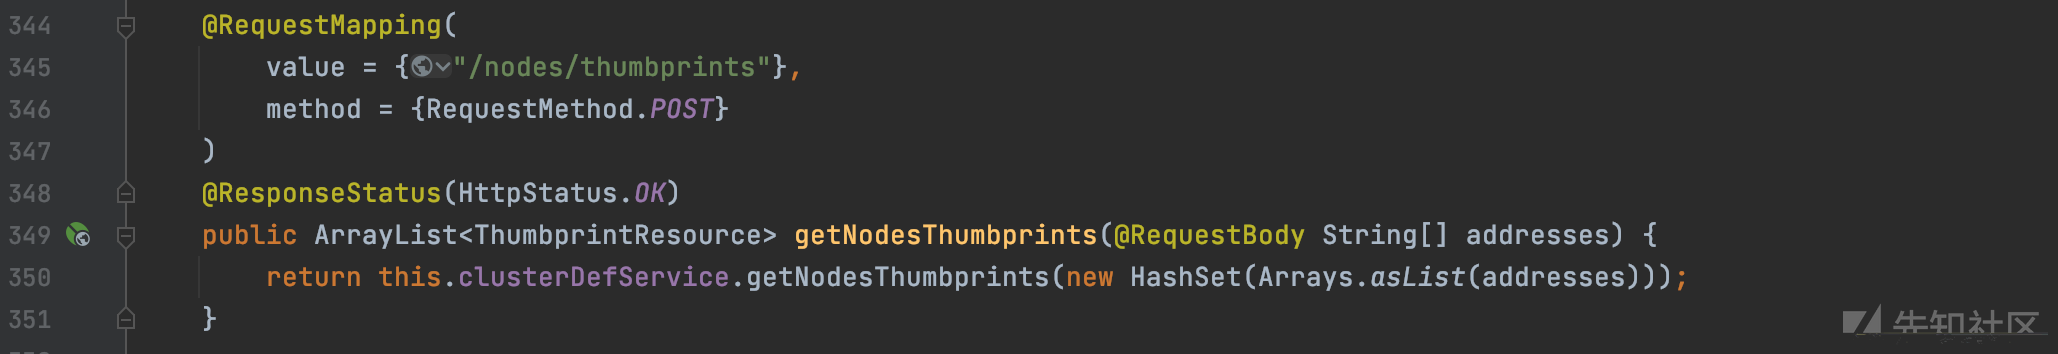 344 @RequestMapping(
345 value = {"/nodes/thumbprints"},
346 method = {RequestMethod.POST}
347 )
348 @ResponseStatus(HttpStatus.OK)
349 public ArrayList<ThumbprintResource> getNodesThumbprints(@RequestBody String[] addresses) {
350 return this.clusterDefService.getNodesThumbprints(new HashSet(Arrays.asList(addresses)));
351 }
先知社区